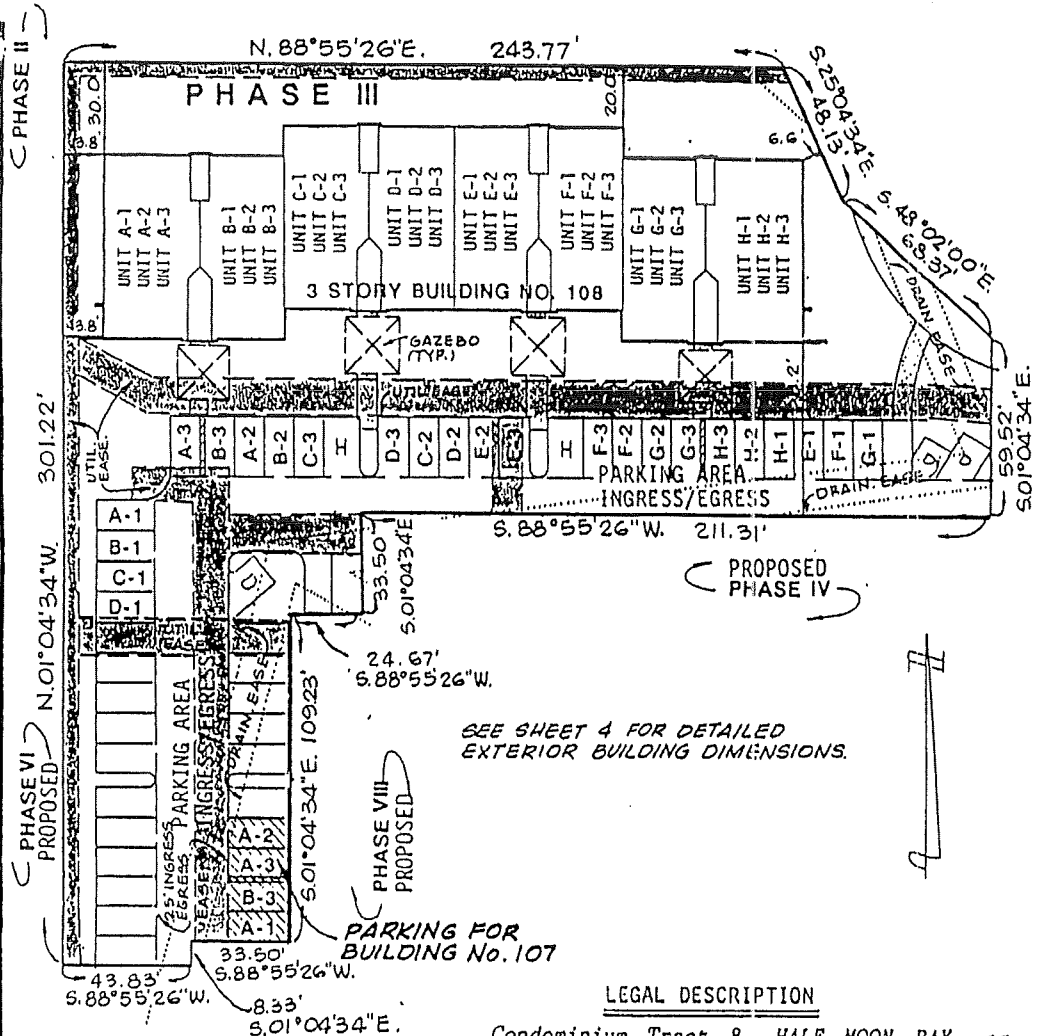 PHASE II
N. 88°55'26"E. 243.77'
S.25°04'34"E.
48.13'
S.48°02'00"E.
68.37'
PHASE III
30.0
20.0
3.8'
6.6'
UNIT A-1
UNIT A-2
UNIT A-3
UNIT B-1
UNIT B-2
UNIT B-3
UNIT C-1
UNIT C-2
UNIT C-3
UNIT D-1
UNIT D-2
UNIT D-3
UNIT E-1
UNIT E-2
UNIT E-3
UNIT F-1
UNIT F-2
UNIT F-3
UNIT G-1
UNIT G-2
UNIT G-3
UNIT H-1
UNIT H-2
UNIT H-3
3 STORY BUILDING NO. 108
3.8'
GAZEBO
(TYP.)
DRAIN EASE
UTIL. EASE.
301.22'
UTIL.
EASE.
A-3 B-3 A-2 B-2 C-3 H D-3 C-2 D-2 E-2 E-3 H F-3 F-2 G-2 G-3 H-3 H-2 H-1 E-1 F-1 G-1
PARKING AREA
INGRESS/EGRESS
DRAIN EASE
59.52'
S.01°04'34"E.
S.88°55'26"W. 211.31'
A-1
B-1
C-1
D-1
33.50'
S.01°04'34"E
PROPOSED
PHASE IV
24.67'
S.88°55'26"W.
N.01°04'34"W.
UTIL
EASE
PARKING AREA
INGRESS/EGRESS
DRAIN EASE
S.01°04'34"E. 109.23'
SEE SHEET 4 FOR DETAILED
EXTERIOR BUILDING DIMENSIONS.
N
PHASE VI
PROPOSED
PHASE VIII
PROPOSED
25' INGRESS
EGRESS
A-2
A-3
B-3
A-1
PARKING FOR
BUILDING No. 107
33.50'
S.88°55'26"W.
43.83'
S.88°55'26"W.
8.33'
S.01°04'34"E.
LEGAL DESCRIPTION
Condominium Tract 8, HALF MOON BAY